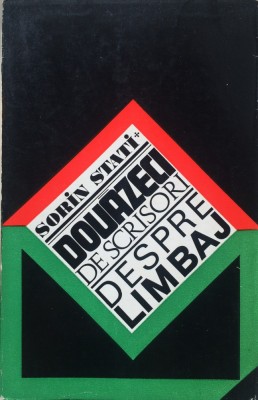 SORIN STATI+
DOUĂZECI
DE SCRISORI
DESPRE
LIMBAJ